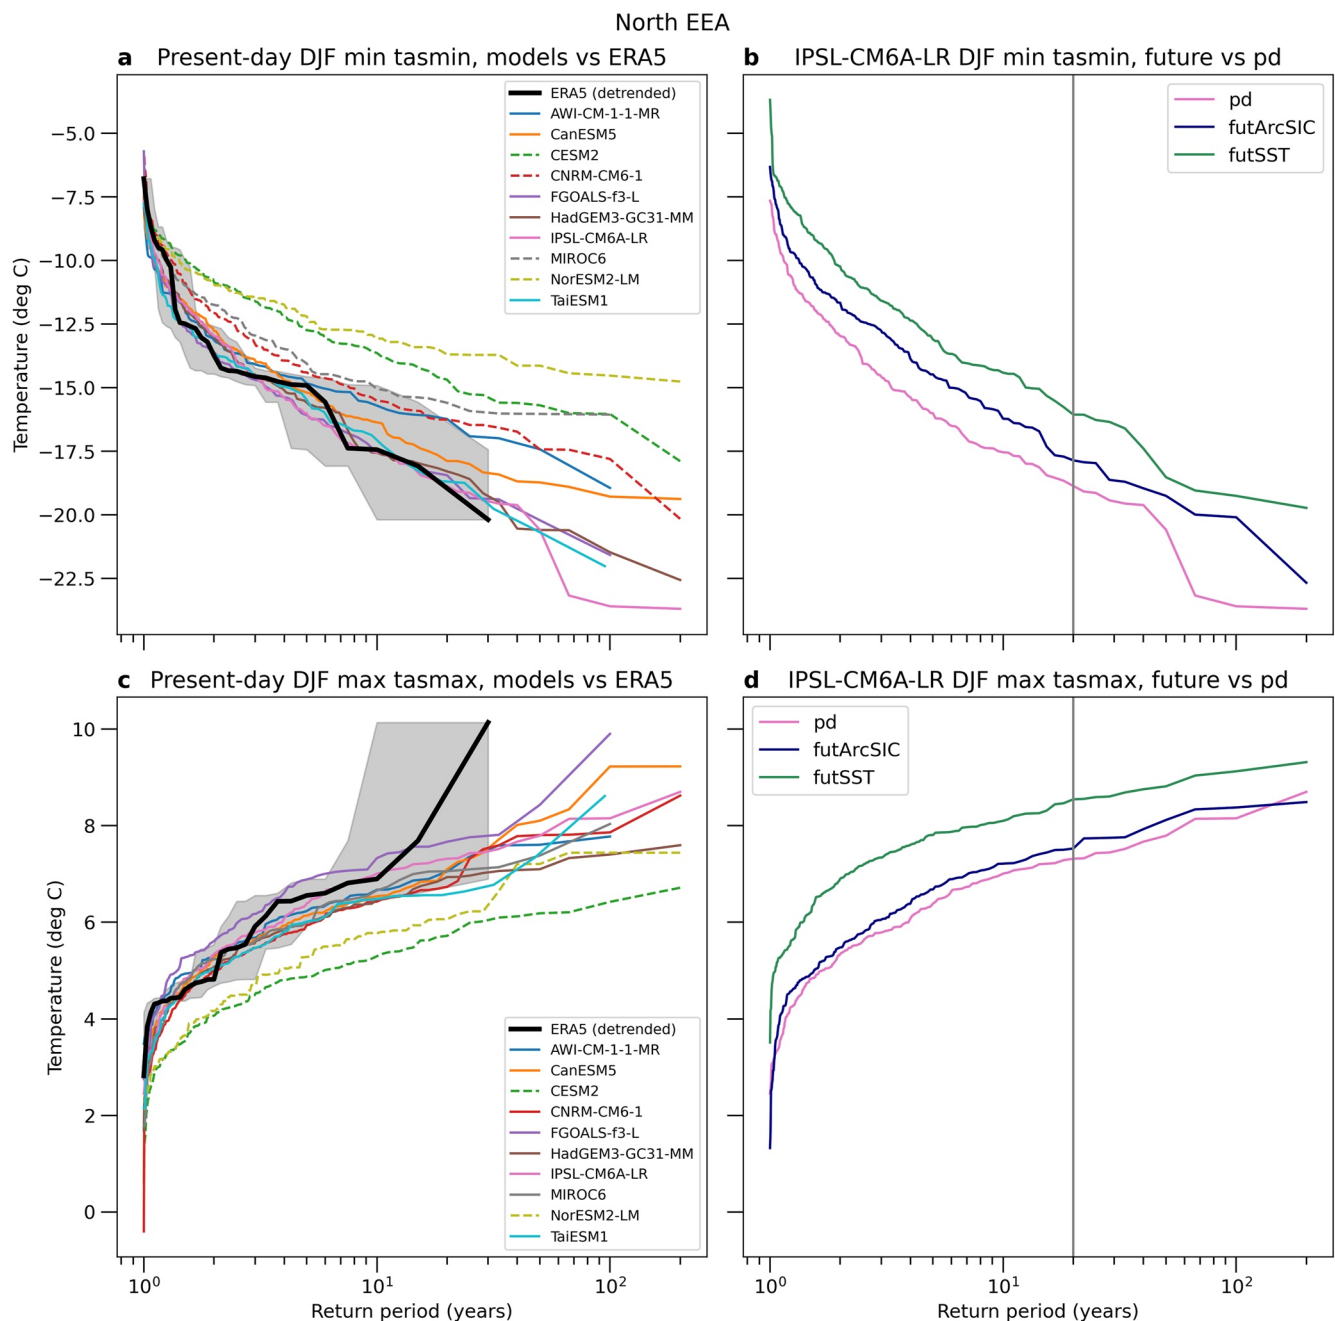 North EEA
a Present-day DJF min tasmin, models vs ERA5
b IPSL-CM6A-LR DJF min tasmin, future vs pd
ERA5 (detrended)
AWI-CM-1-1-MR
CanESM5
CESM2
CNRM-CM6-1
FGOALS-f3-L
HadGEM3-GC31-MM
IPSL-CM6A-LR
MIROC6
NorESM2-LM
TaiESM1
pd
futArcSIC
futSST
−5.0
−7.5
−10.0
−12.5
−15.0
−17.5
−20.0
−22.5
Temperature (deg C)
c Present-day DJF max tasmax, models vs ERA5
d IPSL-CM6A-LR DJF max tasmax, future vs pd
pd
futArcSIC
futSST
10
8
6
4
2
0
Temperature (deg C)
ERA5 (detrended)
AWI-CM-1-1-MR
CanESM5
CESM2
CNRM-CM6-1
FGOALS-f3-L
HadGEM3-GC31-MM
IPSL-CM6A-LR
MIROC6
NorESM2-LM
TaiESM1
10⁰ 10¹ 10²
10⁰ 10¹ 10²
Return period (years)
Return period (years)